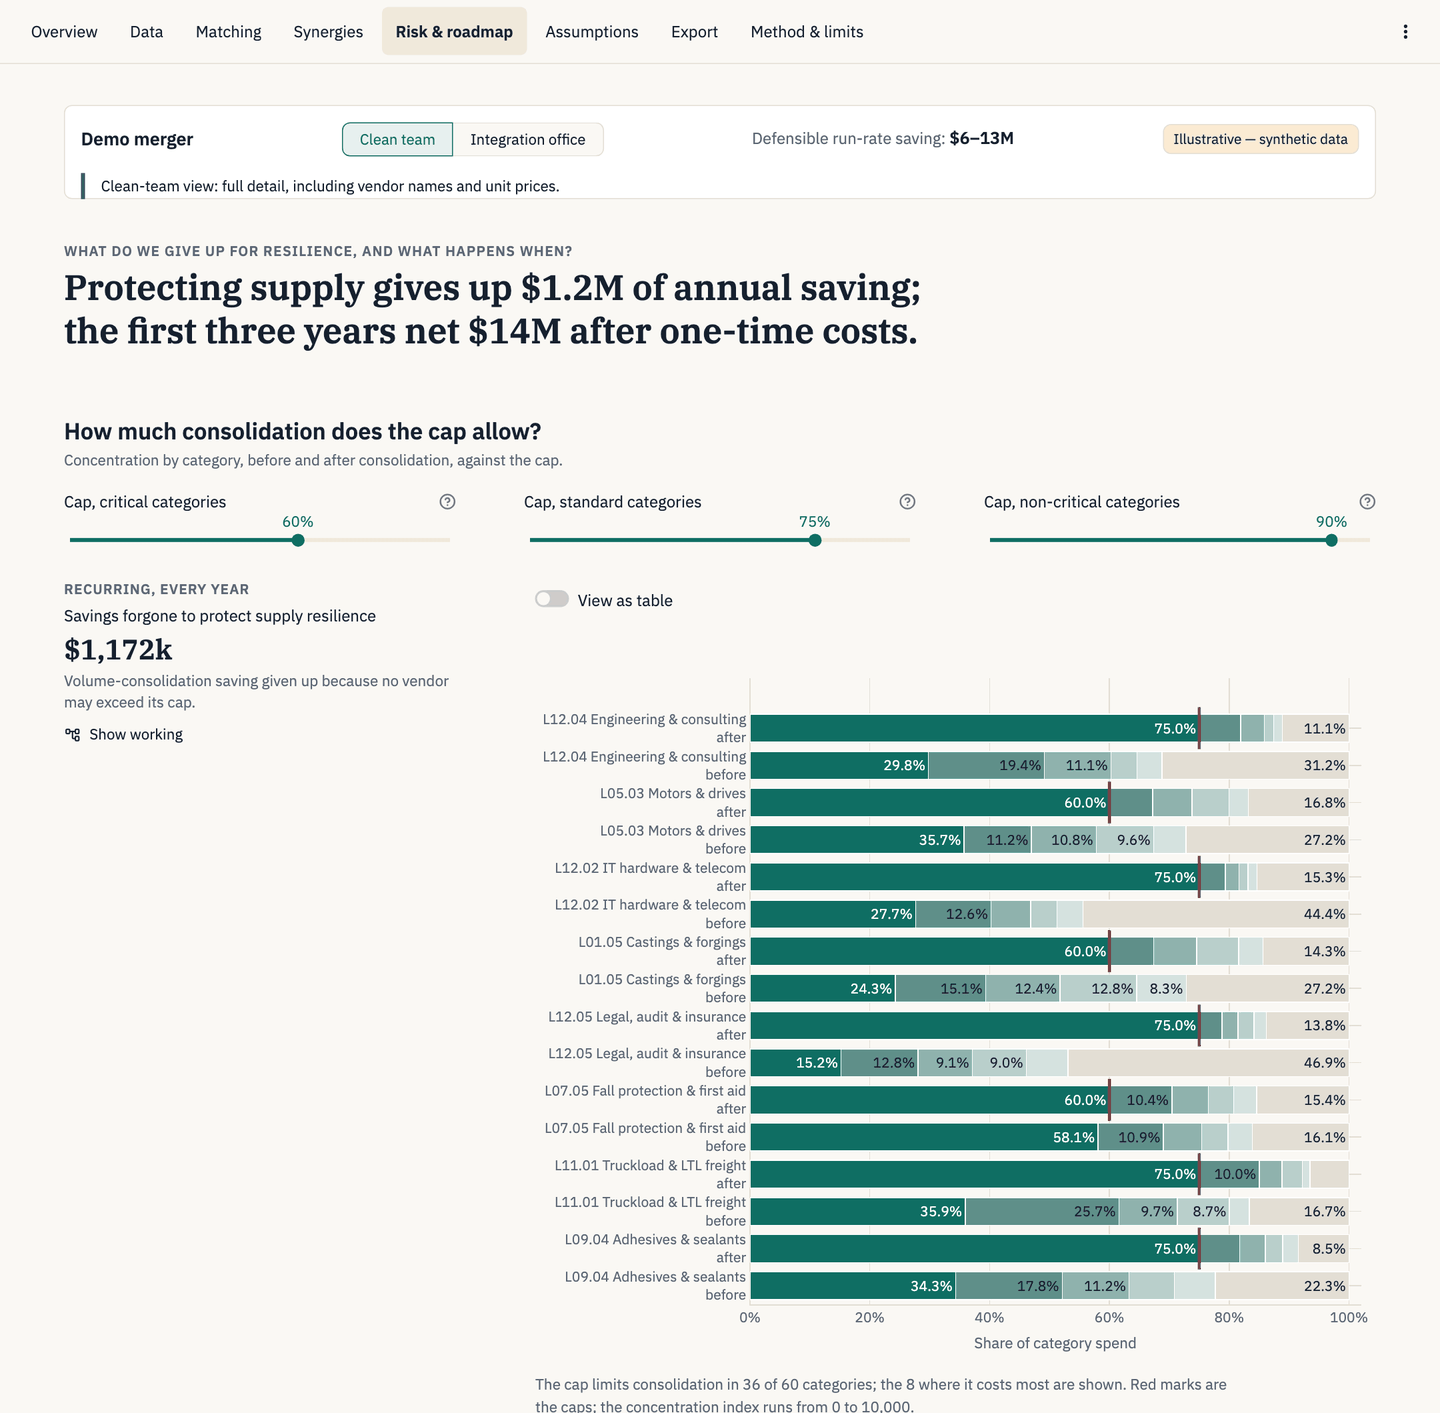 Overview Data Matching Synergies Risk & roadmap Assumptions Export Method & limits
Demo merger Clean team Integration office Defensible run-rate saving: $6–13M Illustrative — synthetic data
Clean-team view: full detail, including vendor names and unit prices.
WHAT DO WE GIVE UP FOR RESILIENCE, AND WHAT HAPPENS WHEN?
Protecting supply gives up $1.2M of annual saving;
the first three years net $14M after one-time costs.
How much consolidation does the cap allow?
Concentration by category, before and after consolidation, against the cap.
Cap, critical categories
60%
Cap, standard categories
75%
Cap, non-critical categories
90%
RECURRING, EVERY YEAR
Savings forgone to protect supply resilience
$1,172k
Volume-consolidation saving given up because no vendor
may exceed its cap.
Show working
View as table
L12.04 Engineering & consulting
after
75.0% 11.1%
L12.04 Engineering & consulting
before
29.8% 19.4% 11.1% 31.2%
L05.03 Motors & drives
after
60.0% 16.8%
L05.03 Motors & drives
before
35.7% 11.2% 10.8% 9.6% 27.2%
L12.02 IT hardware & telecom
after
75.0% 15.3%
L12.02 IT hardware & telecom
before
27.7% 12.6% 44.4%
L01.05 Castings & forgings
after
60.0% 14.3%
L01.05 Castings & forgings
before
24.3% 15.1% 12.4% 12.8% 8.3% 27.2%
L12.05 Legal, audit & insurance
after
75.0% 13.8%
L12.05 Legal, audit & insurance
before
15.2% 12.8% 9.1% 9.0% 46.9%
L07.05 Fall protection & first aid
after
60.0% 10.4% 15.4%
L07.05 Fall protection & first aid
before
58.1% 10.9% 16.1%
L11.01 Truckload & LTL freight
after
75.0% 10.0%
L11.01 Truckload & LTL freight
before
35.9% 25.7% 9.7% 8.7% 16.7%
L09.04 Adhesives & sealants
after
75.0% 8.5%
L09.04 Adhesives & sealants
before
34.3% 17.8% 11.2% 22.3%
0% 20% 40% 60% 80% 100%
Share of category spend
The cap limits consolidation in 36 of 60 categories; the 8 where it costs most are shown. Red marks are
the caps; the concentration index runs from 0 to 10,000.